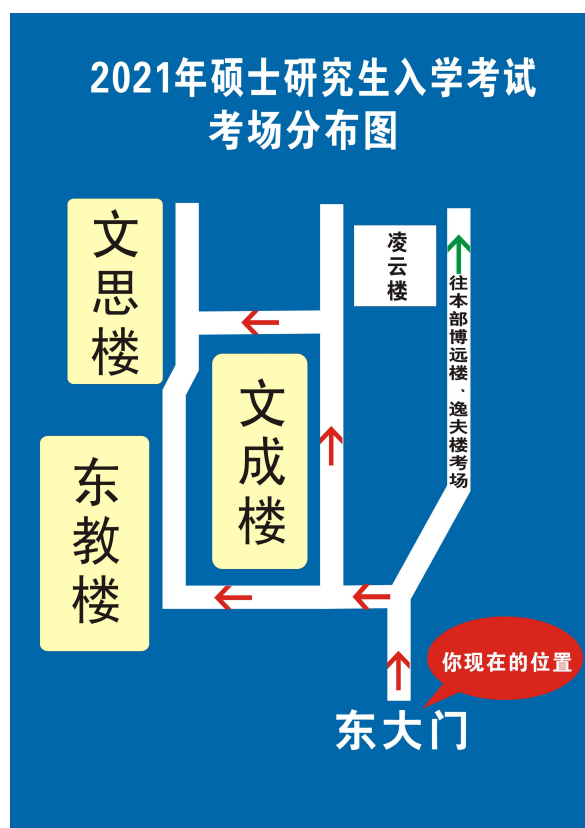 2021年硕士研究生入学考试
考场分布图
文思楼
凌云楼
往本部博远楼、逸夫楼考场
文成楼
东教楼
你现在的位置
东大门